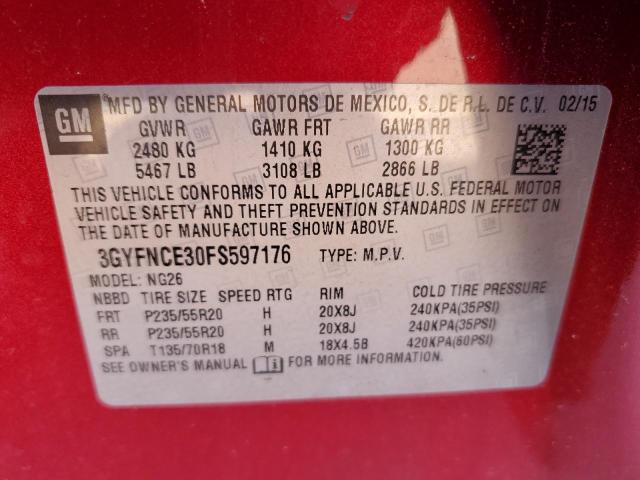 GM MFD BY GENERAL MOTORS DE MEXICO, S. DE R.L. DE C.V. 02/15
GVWR GAWR FRT GAWR RR
2480 KG 1410 KG 1300 KG
5467 LB 3108 LB 2866 LB
THIS VEHICLE CONFORMS TO ALL APPLICABLE U.S. FEDERAL MOTOR
VEHICLE SAFETY AND THEFT PREVENTION STANDARDS IN EFFECT ON
THE DATE OF MANUFACTURE SHOWN ABOVE.
3GYFNCE30FS597176 TYPE: M.P.V.
MODEL: NG26
NBBD TIRE SIZE SPEED RTG RIM COLD TIRE PRESSURE
FRT P235/55R20 H 20X8J 240KPA(35PSI)
RR P235/55R20 H 20X8J 240KPA(35PSI)
SPA T135/70R18 M 18X4.5B 420KPA(60PSI)
SEE OWNER'S MANUAL FOR MORE INFORMATION.